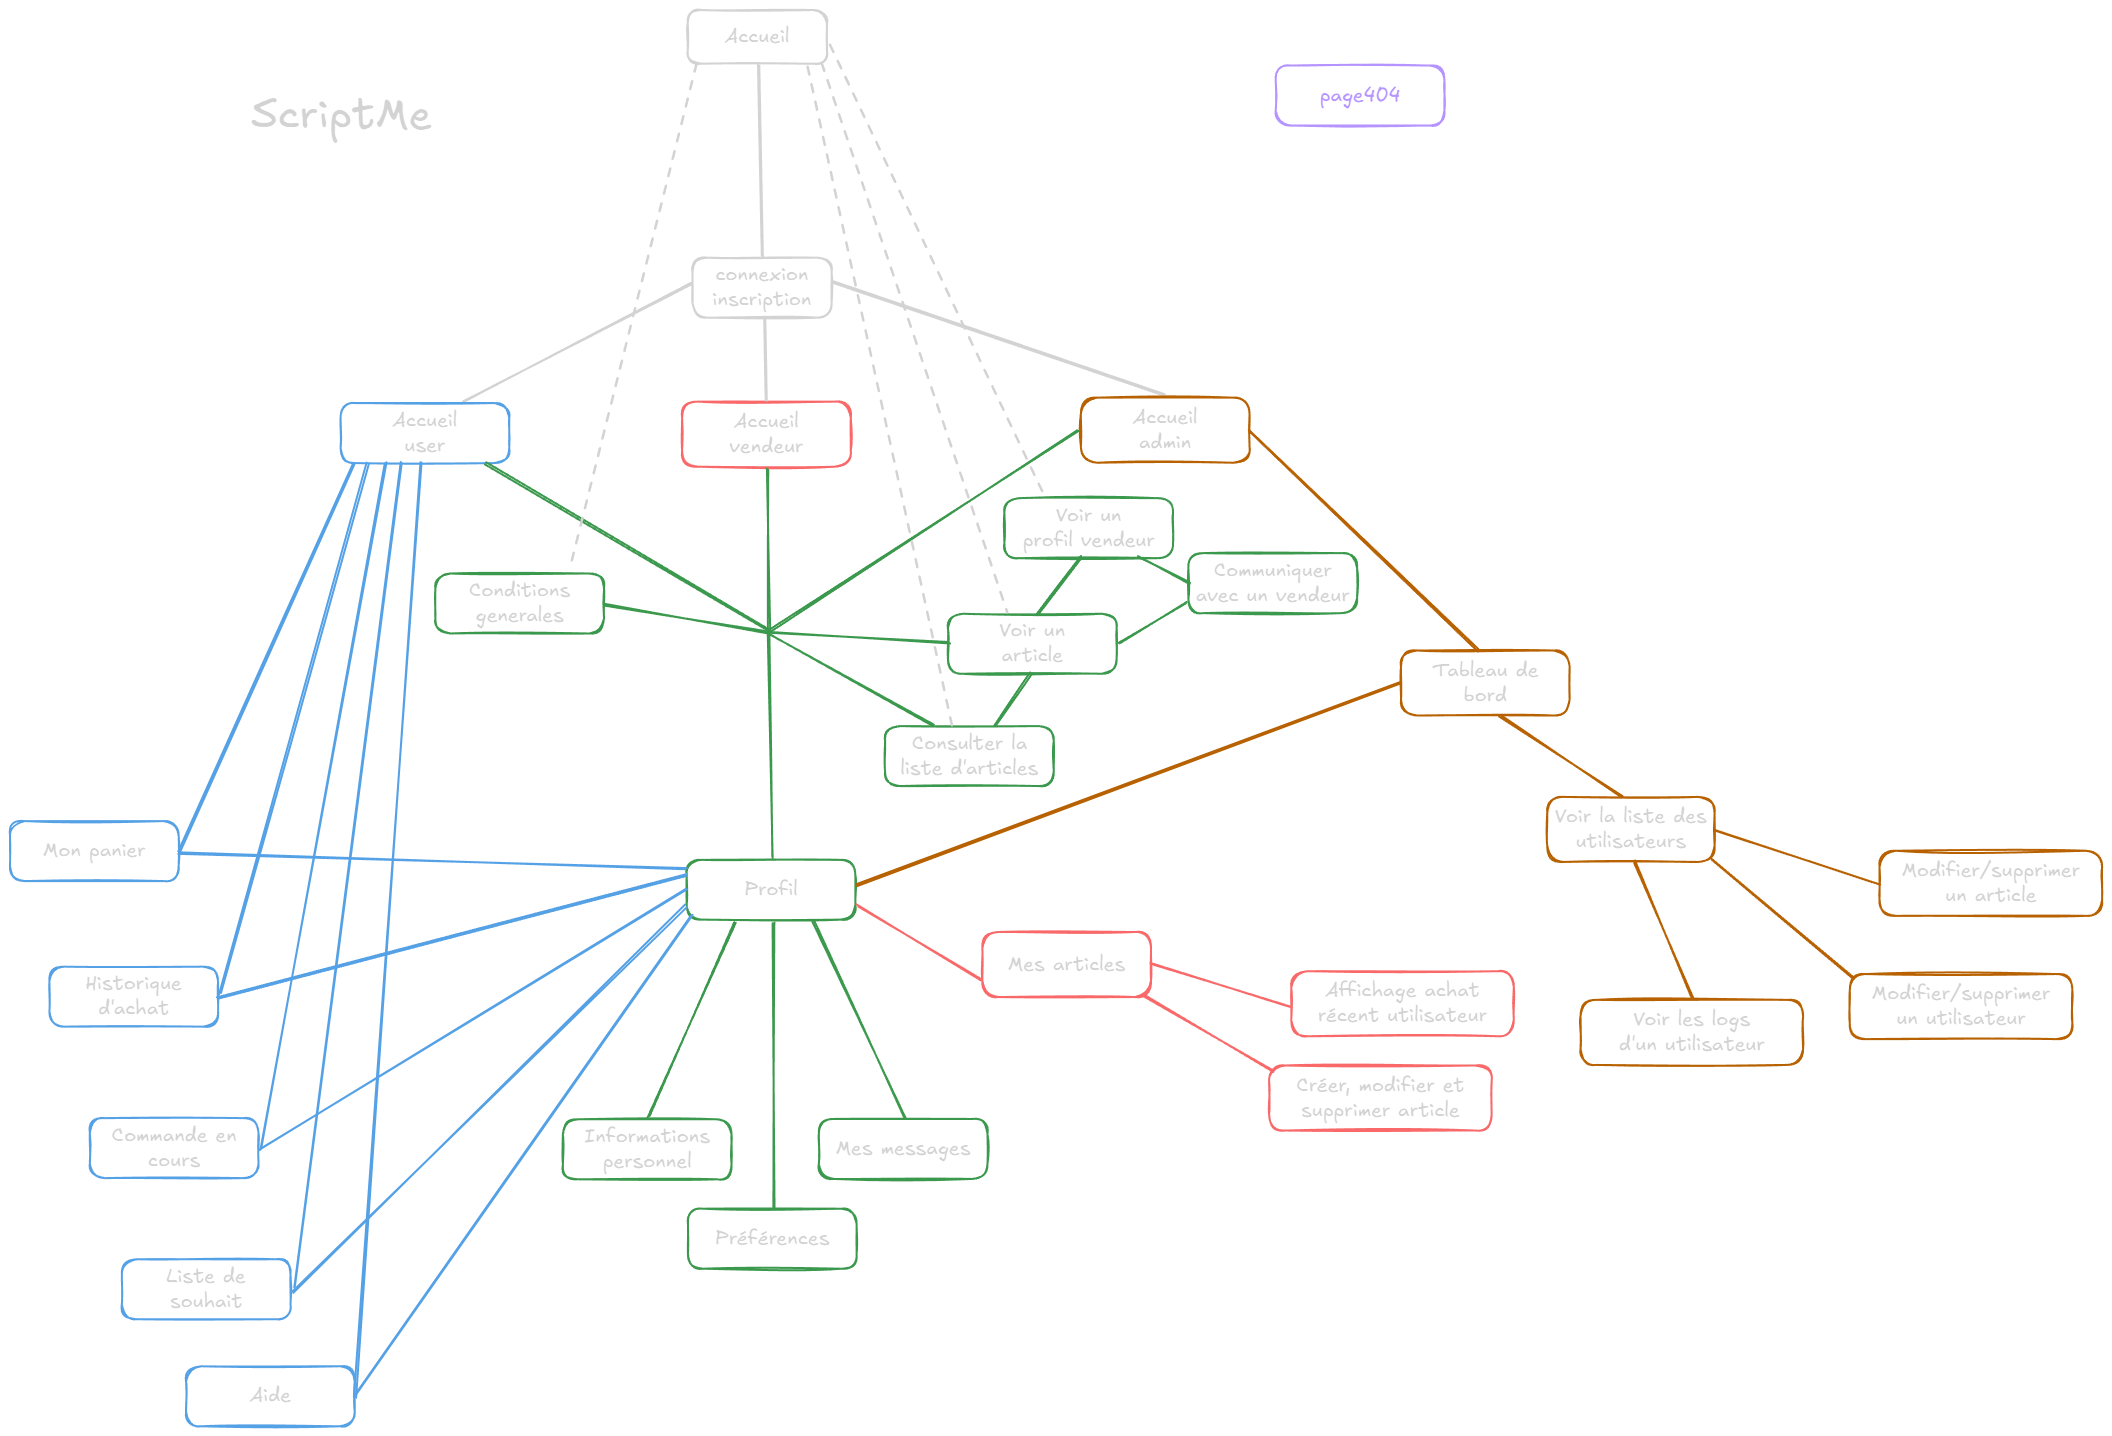 Accueil
ScriptMe
page404
connexion
inscription
Accueil
user
Accueil
vendeur
Accueil
admin
Voir un
profil vendeur
Communiquer
avec un vendeur
Conditions
generales
Voir un
article
Tableau de
bord
Consulter la
liste d'articles
Voir la liste des
utilisateurs
Mon panier
Profil
Modifier/supprimer
un article
Mes articles
Historique
d'achat
Affichage achat
récent utilisateur
Modifier/supprimer
un utilisateur
Voir les logs
d'un utilisateur
Créer, modifier et
supprimer article
Commande en
cours
Informations
personnel
Mes messages
Préférences
Liste de
souhait
Aide